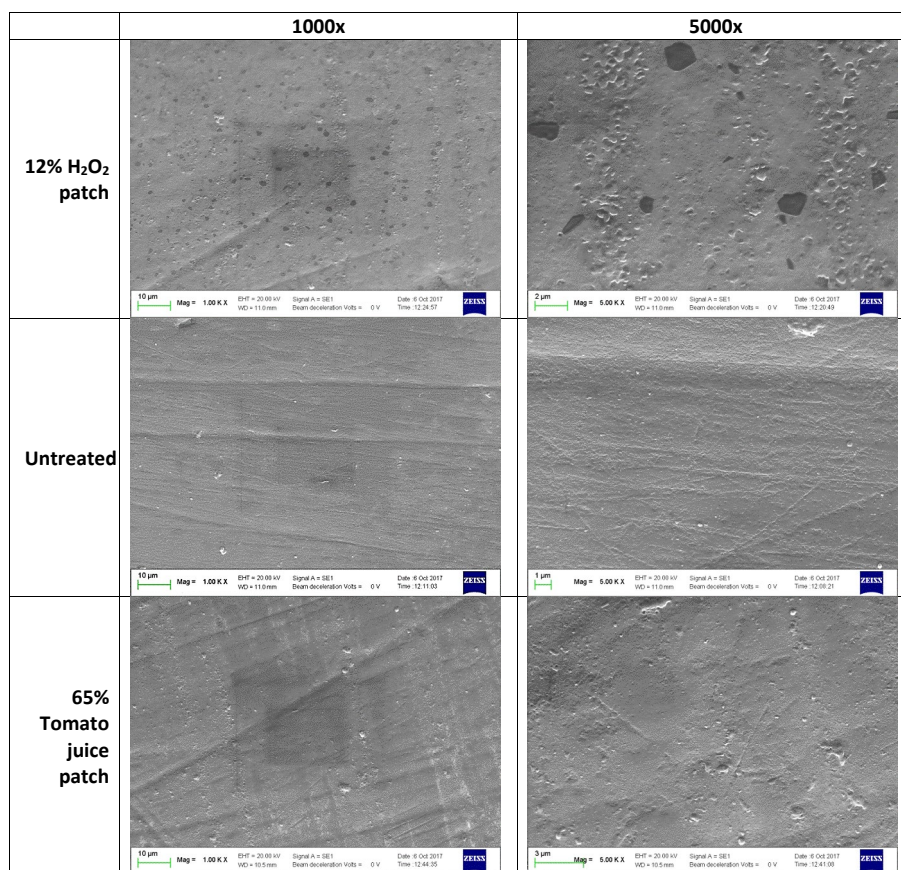 1000x 5000x
12% H₂O₂
patch
10 µm Mag = 1.00 K X EHT = 20.00 kV Signal A = SE1 Date :6 Oct 2017 ZEISS
WD = 11.0 mm Beam deceleration Volts = 0 V Time :12:24:57
2 µm Mag = 5.00 K X EHT = 20.00 kV Signal A = SE1 Date :6 Oct 2017 ZEISS
WD = 11.0 mm Beam deceleration Volts = 0 V Time :12:20:49
Untreated
10 µm Mag = 1.00 K X EHT = 20.00 kV Signal A = SE1 Date :6 Oct 2017 ZEISS
WD = 11.0 mm Beam deceleration Volts = 0 V Time :12:11:03
1 µm Mag = 5.00 K X EHT = 20.00 kV Signal A = SE1 Date :6 Oct 2017 ZEISS
WD = 11.0 mm Beam deceleration Volts = 0 V Time :12:08:21
65%
Tomato
juice
patch
10 µm Mag = 1.00 K X EHT = 20.00 kV Signal A = SE1 Date :6 Oct 2017 ZEISS
WD = 10.5 mm Beam deceleration Volts = 0 V Time :12:44:35
3 µm Mag = 5.00 K X EHT = 20.00 kV Signal A = SE1 Date :6 Oct 2017 ZEISS
WD = 10.5 mm Beam deceleration Volts = 0 V Time :12:41:08